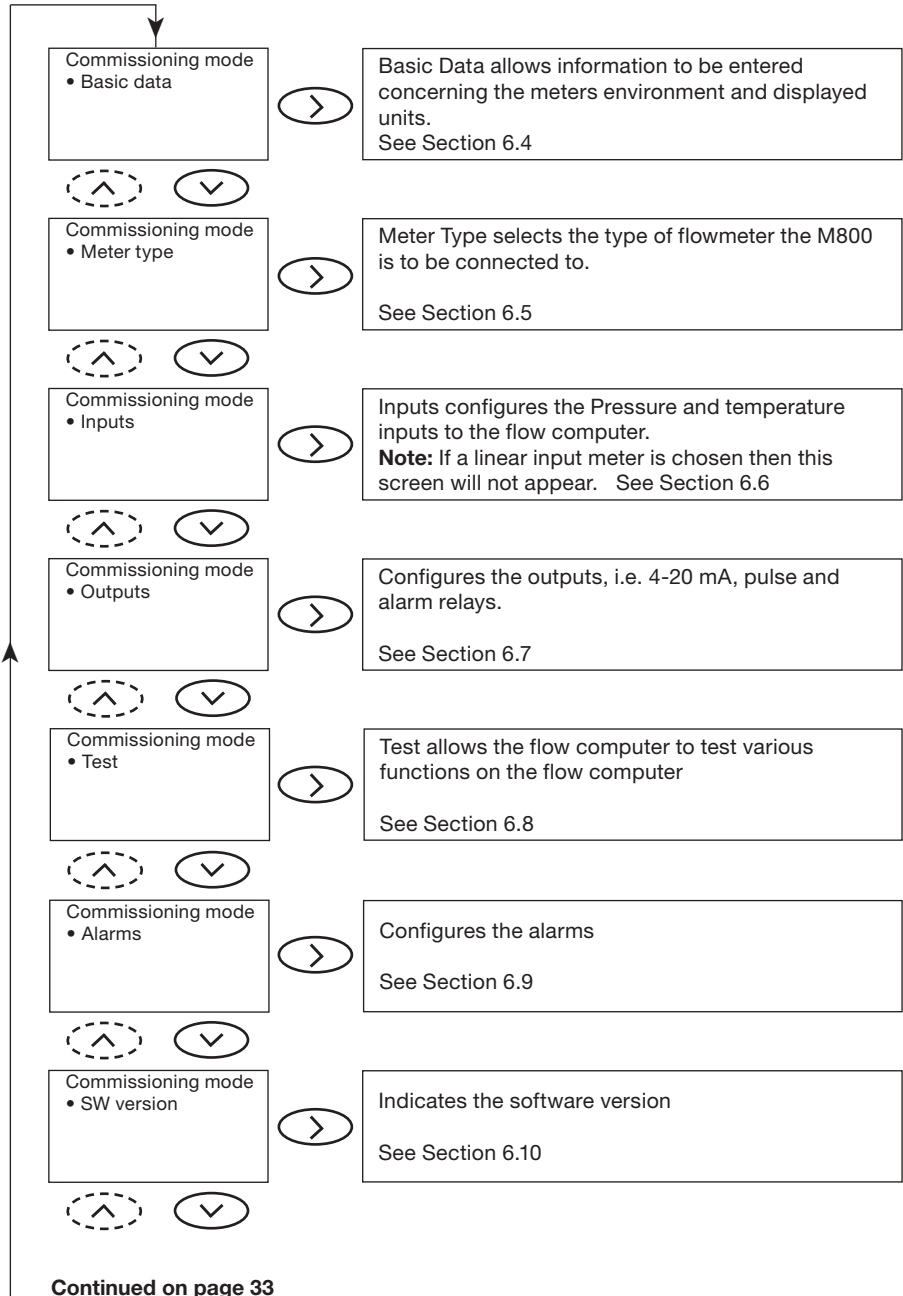 Commissioning mode
• Basic data
Basic Data allows information to be entered
concerning the meters environment and displayed
units.
See Section 6.4
Commissioning mode
• Meter type
Meter Type selects the type of flowmeter the M800
is to be connected to.
See Section 6.5
Commissioning mode
• Inputs
Inputs configures the Pressure and temperature
inputs to the flow computer.
Note: If a linear input meter is chosen then this
screen will not appear. See Section 6.6
Commissioning mode
• Outputs
Configures the outputs, i.e. 4-20 mA, pulse and
alarm relays.
See Section 6.7
Commissioning mode
• Test
Test allows the flow computer to test various
functions on the flow computer
See Section 6.8
Commissioning mode
• Alarms
Configures the alarms
See Section 6.9
Commissioning mode
• SW version
Indicates the software version
See Section 6.10
Continued on page 33